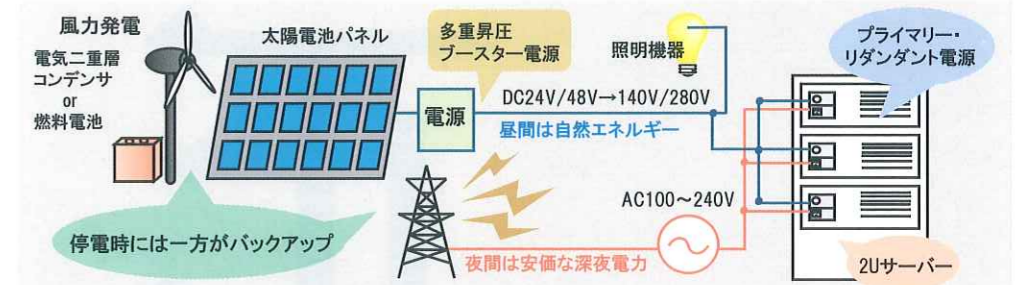 風力発電
電気二重層
コンデンサ
or
燃料電池
太陽電池パネル
多重昇圧
ブースター電源
照明機器
プライマリー・
リダンダント電源
電源
DC24V/48V→140V/280V
昼間は自然エネルギー
AC100～240V
停電時には一方がバックアップ
夜間は安価な深夜電力
2Uサーバー